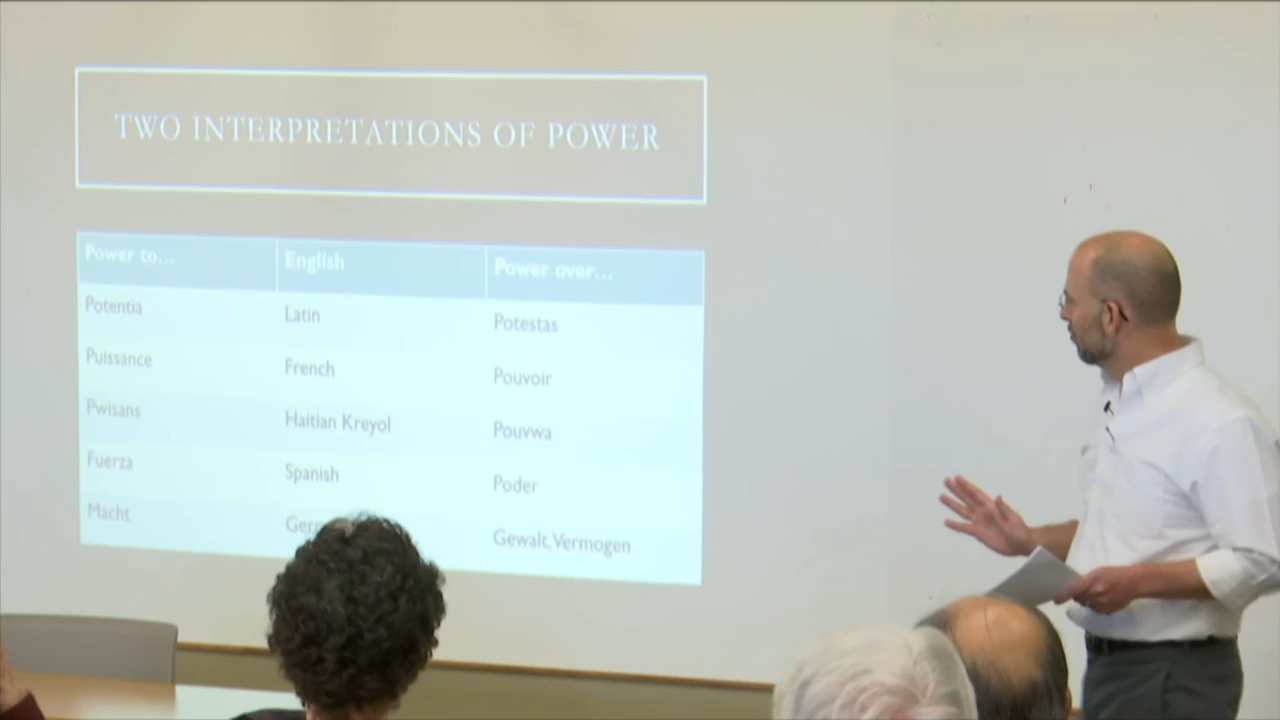 TWO INTERPRETATIONS OF POWER
Power to... English Power over...
Potentia Latin Potestas
Puissance French Pouvoir
Pwisans Haitian Kreyol Pouvwa
Fuerza Spanish Poder
Macht Gewalt, Vermogen